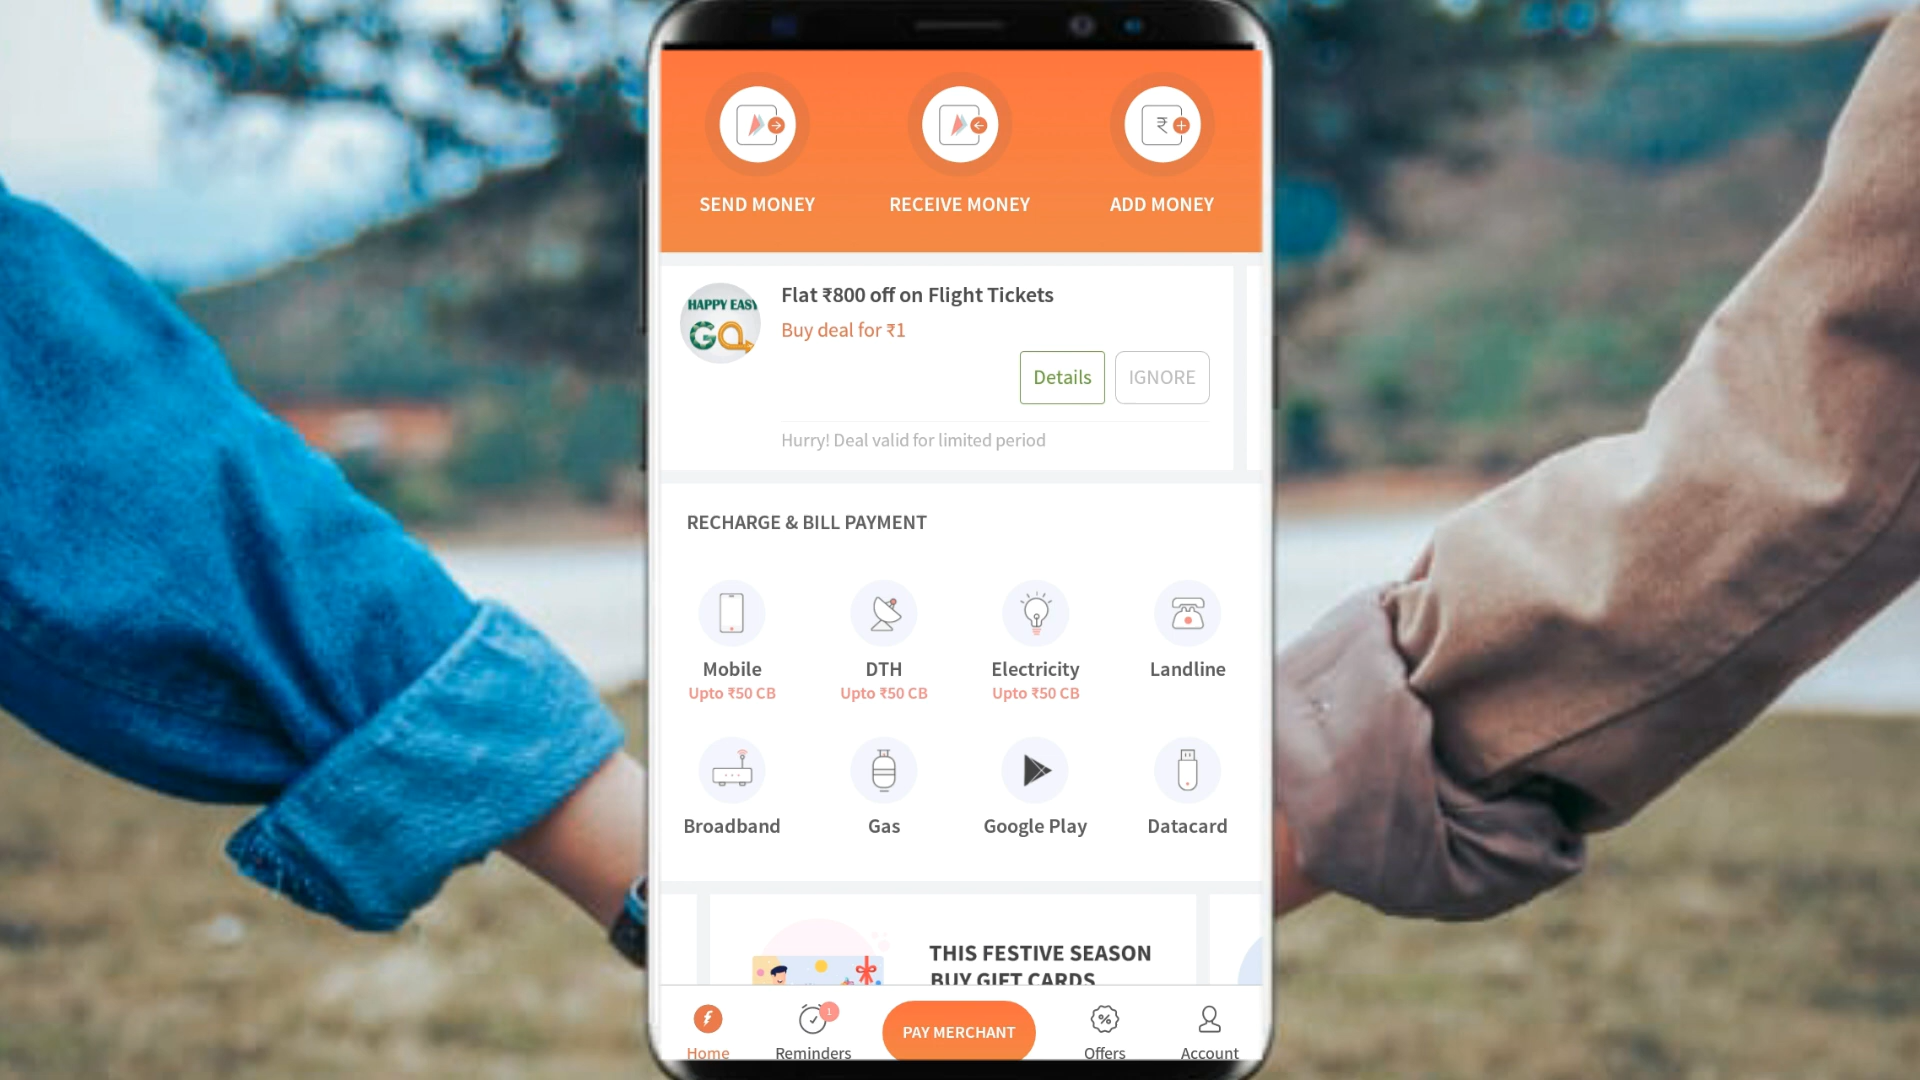 SEND MONEY
RECEIVE MONEY
ADD MONEY
HAPPY EASY
GO
Flat ₹800 off on Flight Tickets
Buy deal for ₹1
Details
IGNORE
Hurry! Deal valid for limited period
RECHARGE & BILL PAYMENT
Mobile
Upto ₹50 CB
DTH
Upto ₹50 CB
Electricity
Upto ₹50 CB
Landline
Broadband
Gas
Google Play
Datacard
THIS FESTIVE SEASON
BUY GIFT CARDS
Home
1
Reminders
PAY MERCHANT
Offers
Account